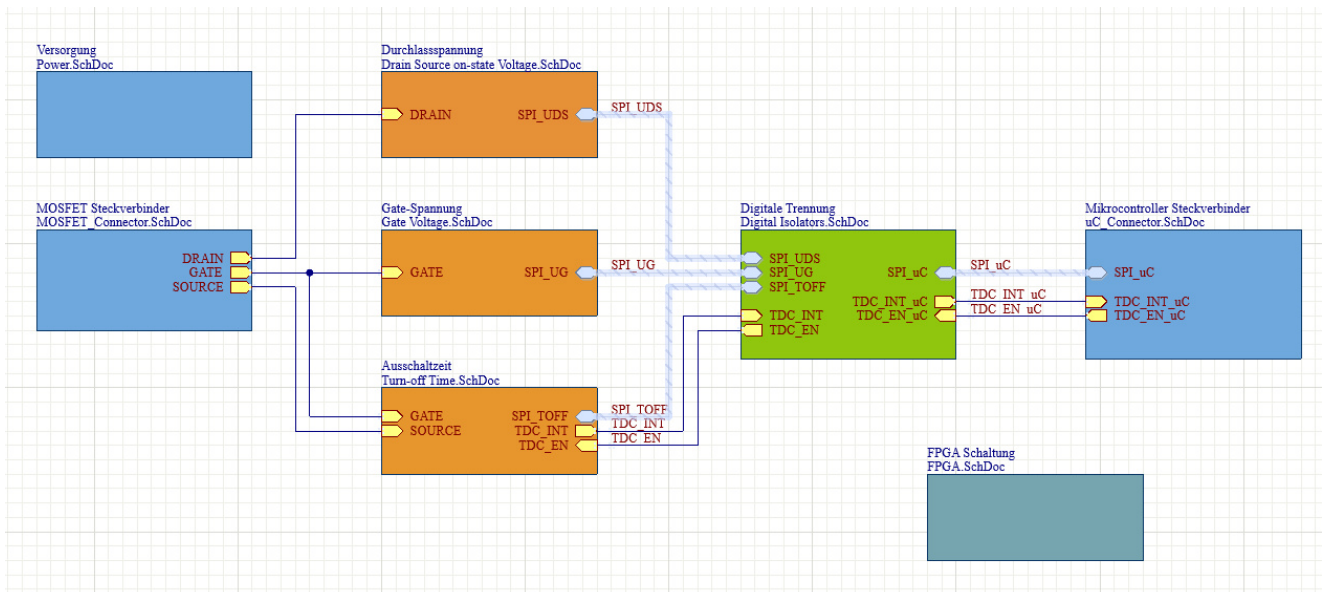 Versorgung
Power.SchDoc
Durchlassspannung
Drain Source on-state Voltage.SchDoc
DRAIN
SPI_UDS
SPI_UDS
MOSFET Steckverbinder
MOSFET_Connector.SchDoc
DRAIN
GATE
SOURCE
Gate-Spannung
Gate Voltage.SchDoc
GATE
SPI_UG
SPI_UG
Digitale Trennung
Digital Isolators.SchDoc
SPI_UDS
SPI_UG
SPI_TOFF
TDC_INT
TDC_EN
SPI_uC
TDC_INT_uC
TDC_EN_uC
SPI_uC
TDC_INT_uC
TDC_EN_uC
Mikrocontroller Steckverbinder
uC_Connector.SchDoc
SPI_uC
TDC_INT_uC
TDC_EN_uC
Ausschaltzeit
Turn-off Time.SchDoc
GATE
SOURCE
SPI_TOFF
TDC_INT
TDC_EN
SPI_TOFF
TDC_INT
TDC_EN
FPGA Schaltung
FPGA.SchDoc